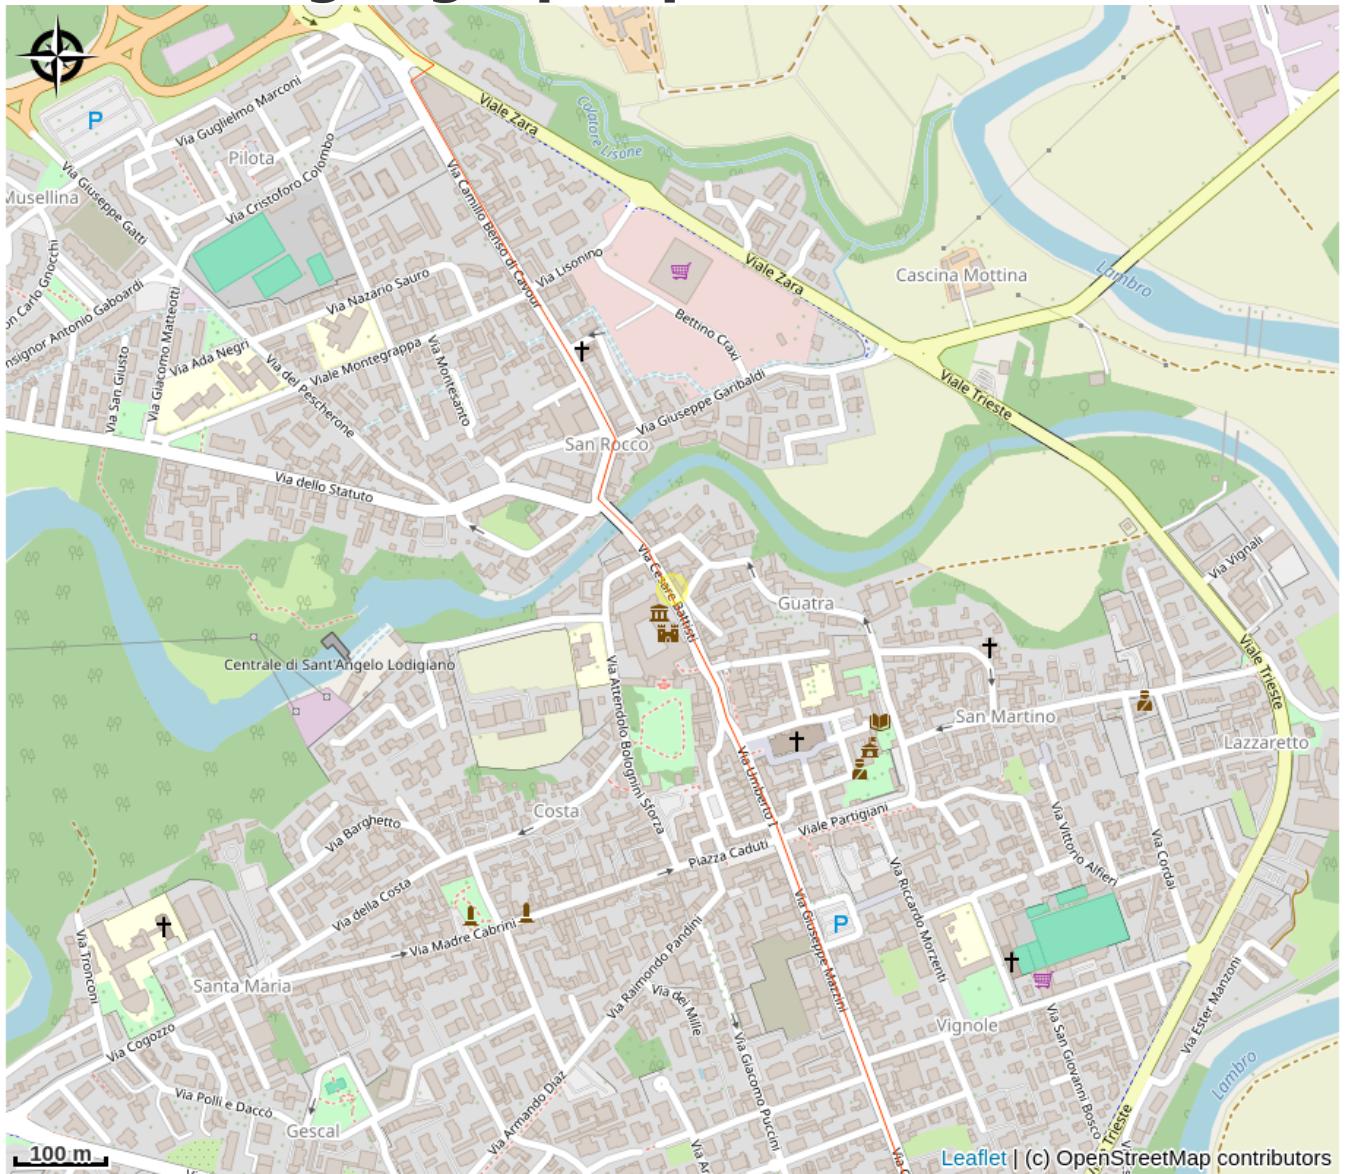 Viale Zara
Colatore Lisone
P
Via Guglielmo Marconi
Pilota
Via Giuseppe Gatti
Via Cristoforo Colombo
Musellina
Via Camillo Benso di Cavour
Via Lisonino
Viale Zara
Cascina Mottina
Lambro
Via Nazario Sauro
Bettino Craxi
Via Ada Negri
Viale Montegrappa
Via Montesanto
Via Giacomo Matteotti
Via San Giusto
Via del Pescherone
Via Giuseppe Garibaldi
Viale Trieste
San Rocco
Via dello Statuto
Via Vignali
Via Cesare Battisti
Guatra
Centrale di Sant'Angelo Lodigiano
Via Attendolo Bolognini Sforza
San Martino
Viale Trieste
Lazzaretto
Via Umberto I
Costa
Via Barghetto
Viale Partigiani
Piazza Caduti
Via Vittorio Alfieri
Via Cordai
Via della Costa
Via Madre Cabrini
Via Riccardo Morzenti
Via Giuseppe Mazzini
P
Via Tronconi
Santa Maria
Via Raimondo Pandini
Via dei Mille
Via Cogozzo
Vignole
Via San Giovanni Bosco
Via Ester Manzoni
Lambro
Via Giacomo Puccini
Via Armando Diaz
Via Polli e Daccò
Gescal
Trieste
100 m
Leaflet | (c) OpenStreetMap contributors